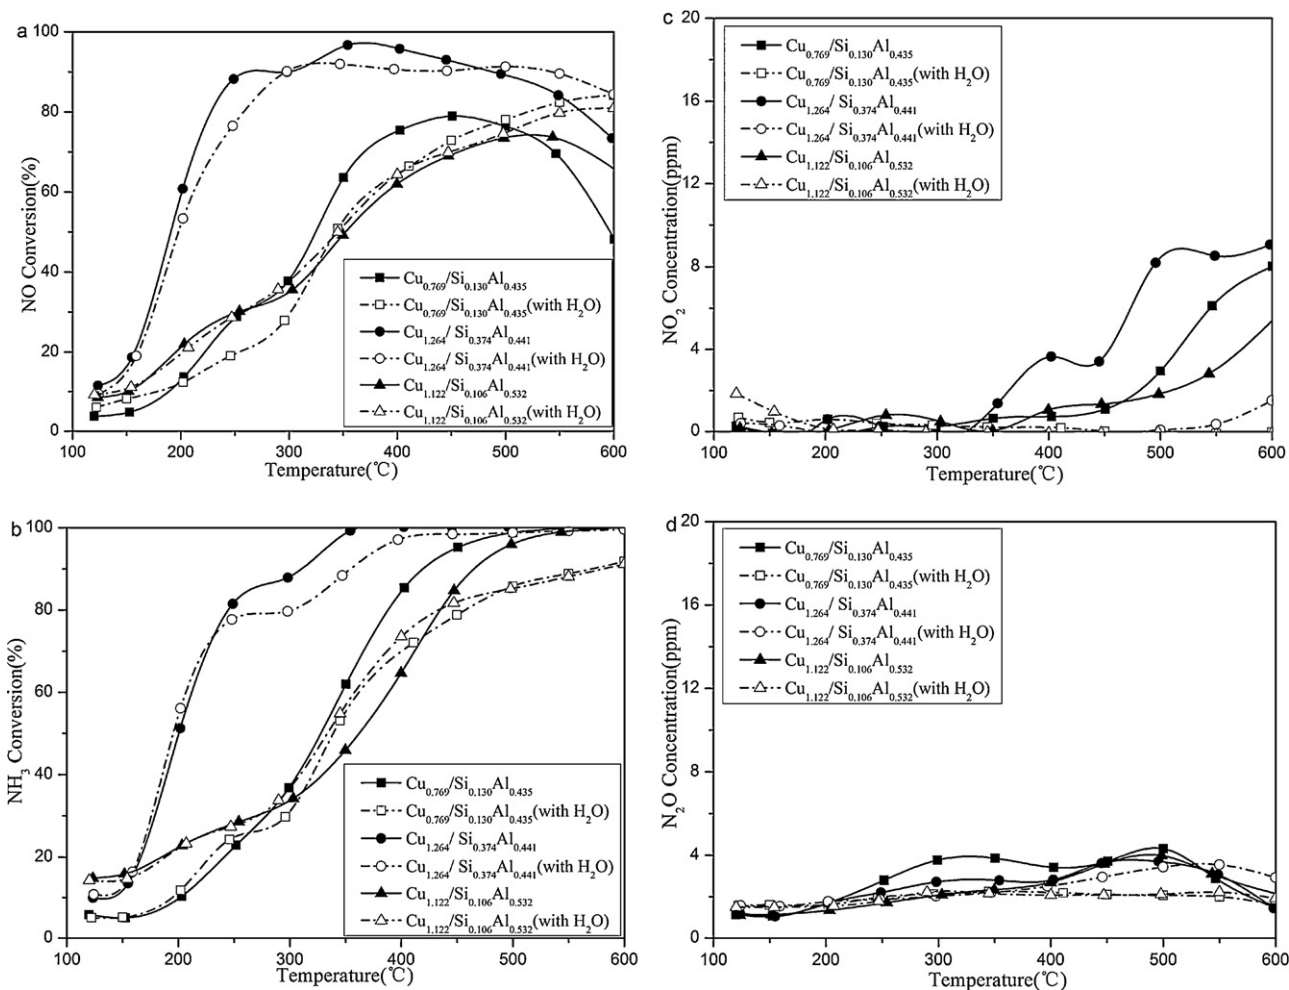 a
100
80
60
40
20
0
NO Conversion(%)
Cu0.769/Si0.130Al0.435
Cu0.769/Si0.130Al0.435(with H2O)
Cu1.264/ Si0.374Al0.441
Cu1.264/ Si0.374Al0.441(with H2O)
Cu1.122/Si0.106Al0.532
Cu1.122/Si0.106Al0.532(with H2O)
100 200 300 400 500 600
Temperature(℃)
c
20
16
12
8
4
0
NO2 Concentration(ppm)
Cu0.769/Si0.130Al0.435
Cu0.769/Si0.130Al0.435(with H2O)
Cu1.264/ Si0.374Al0.441
Cu1.264/ Si0.374Al0.441(with H2O)
Cu1.122/Si0.106Al0.532
Cu1.122/Si0.106Al0.532(with H2O)
100 200 300 400 500 600
Temperature(℃)
b
100
80
60
40
20
0
NH3 Conversion(%)
Cu0.769/Si0.130Al0.435
Cu0.769/Si0.130Al0.435(with H2O)
Cu1.264/ Si0.374Al0.441
Cu1.264/ Si0.374Al0.441(with H2O)
Cu1.122/Si0.106Al0.532
Cu1.122/Si0.106Al0.532(with H2O)
100 200 300 400 500 600
Temperature(℃)
d
20
16
12
8
4
0
N2O Concentration(ppm)
Cu0.769/Si0.130Al0.435
Cu0.769/Si0.130Al0.435(with H2O)
Cu1.264/ Si0.374Al0.441
Cu1.264/ Si0.374Al0.441(with H2O)
Cu1.122/Si0.106Al0.532
Cu1.122/Si0.106Al0.532(with H2O)
100 200 300 400 500 600
Temperature(℃)